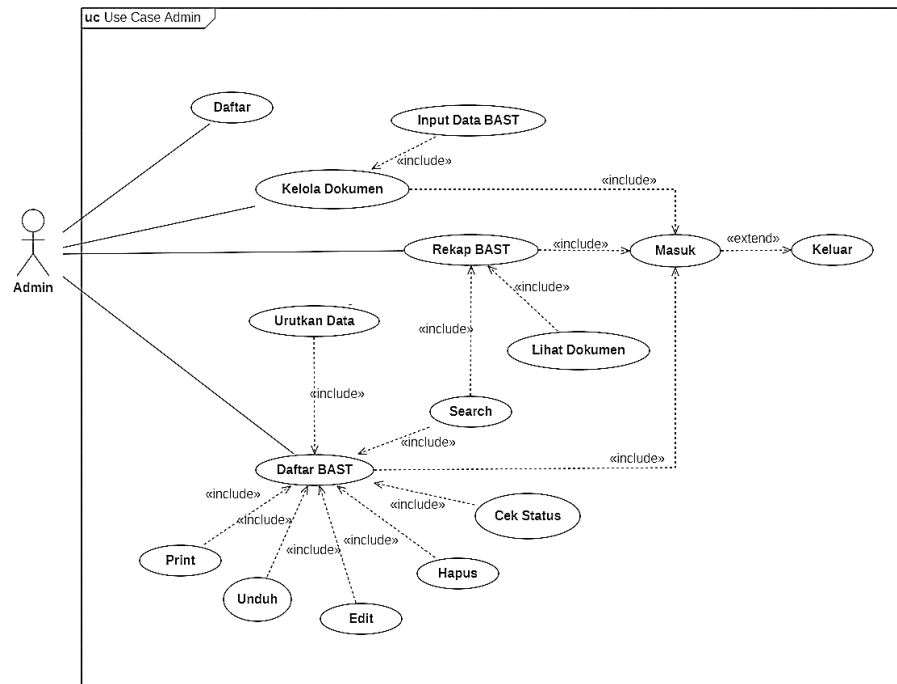 uc Use Case Admin
Daftar
Input Data BAST
«include»
Kelola Dokumen
«include»
Admin
Rekap BAST
«include»
Masuk
«extend»
Keluar
«include»
Urutkan Data
«include»
Lihat Dokumen
«include»
Search
«include»
Daftar BAST
«include»
«include»
«include»
«include»
«include»
«include»
Cek Status
Print
Unduh
Edit
Hapus